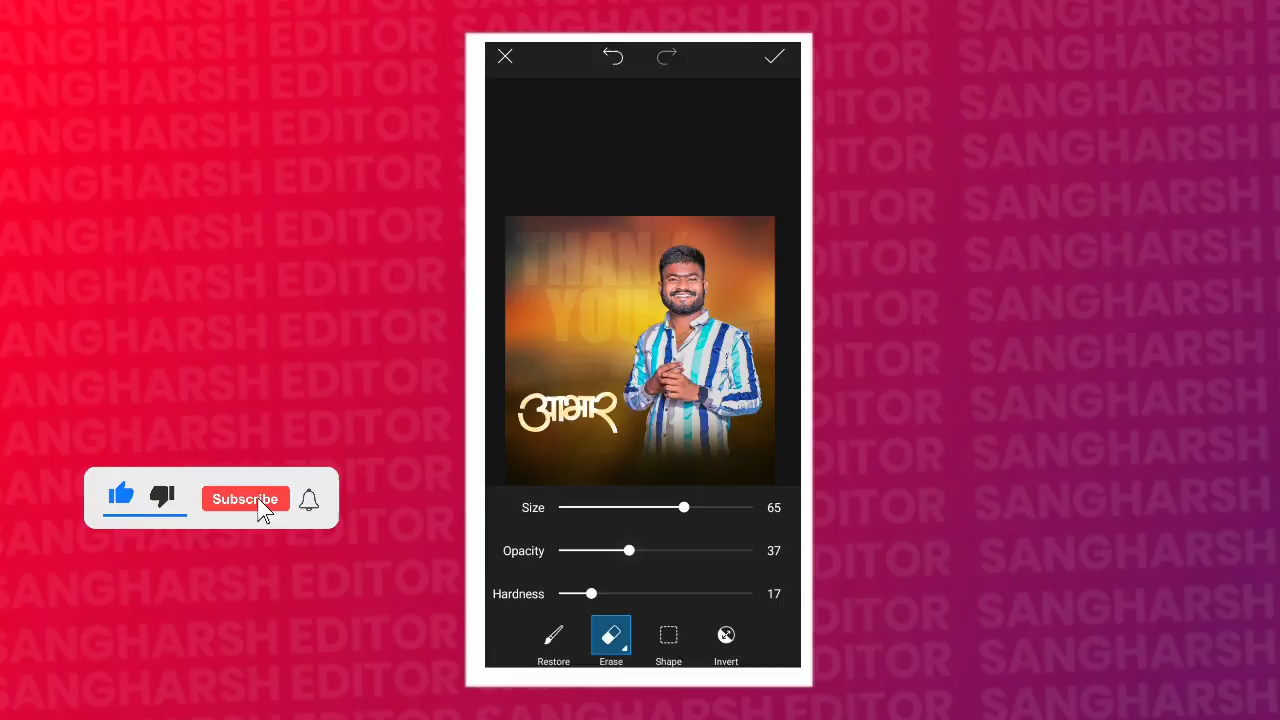 SANGHARSH EDITOR
THANK
YOU
आभार
Subscribe
Size 65
Opacity 37
Hardness 17
Restore Erase Shape Invert